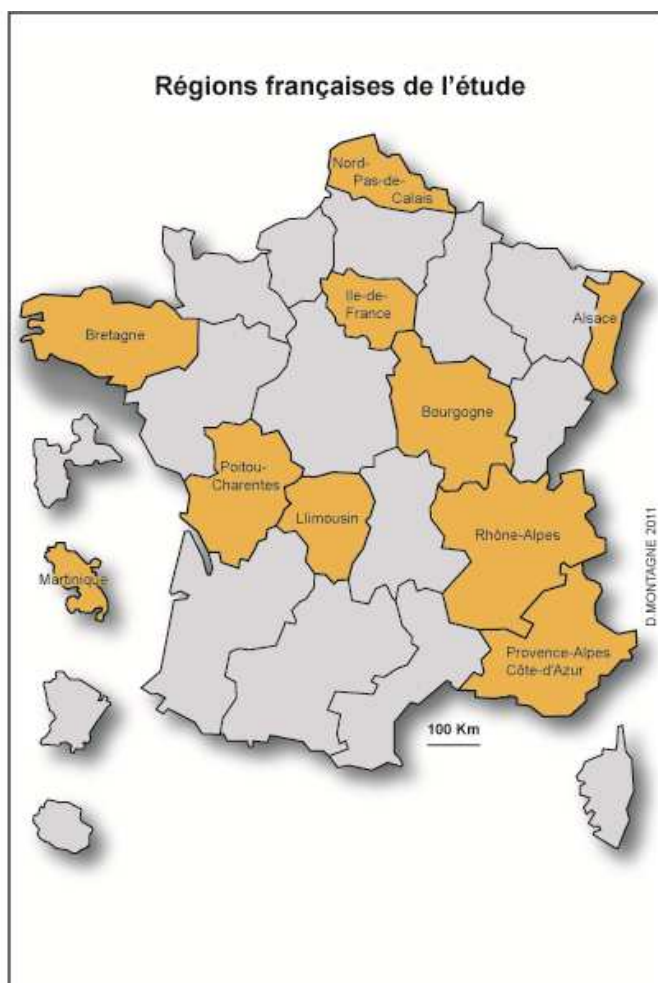 Régions françaises de l'étude
Nord-
Pas-de-
Calais
Ile-de-
France
Alsace
Bretagne
Bourgogne
Poitou-
Charentes
Llimousin
Rhône-Alpes
Martinique
Provence-Alpes
Côte-d'Azur
100 Km
D.MONTAGNE 2011